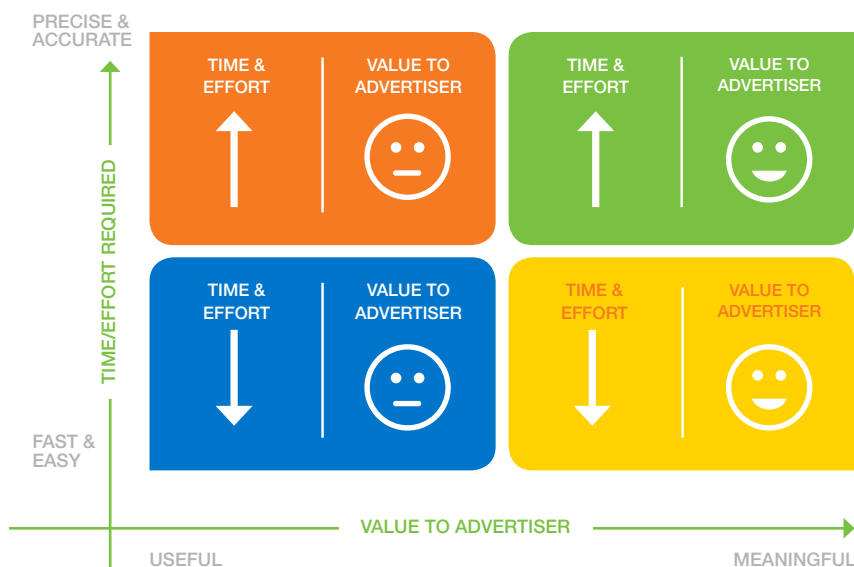 PRECISE &
ACCURATE
TIME &
EFFORT
VALUE TO
ADVERTISER
TIME &
EFFORT
VALUE TO
ADVERTISER
TIME/EFFORT REQUIRED
TIME &
EFFORT
VALUE TO
ADVERTISER
TIME &
EFFORT
VALUE TO
ADVERTISER
FAST &
EASY
VALUE TO ADVERTISER
USEFUL
MEANINGFUL